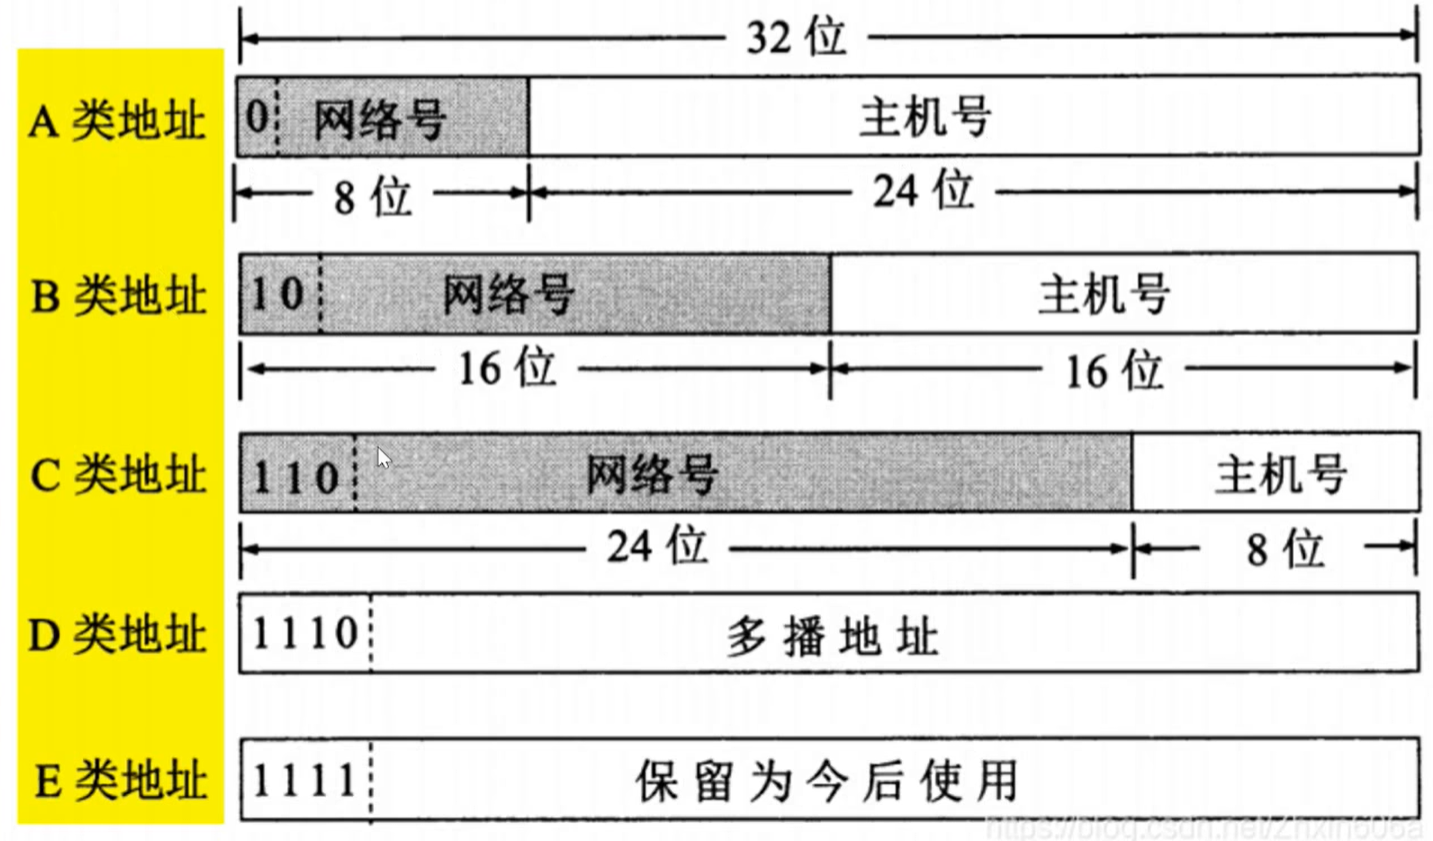 32 位
A 类地址 0 网络号 主机号
8 位 24 位
B 类地址 10 网络号 主机号
16 位 16 位
C 类地址 110 网络号 主机号
24 位 8 位
D 类地址 1110 多播地址
E 类地址 1111 保留为今后使用
https://blog.csdn.net/Zhxin606a